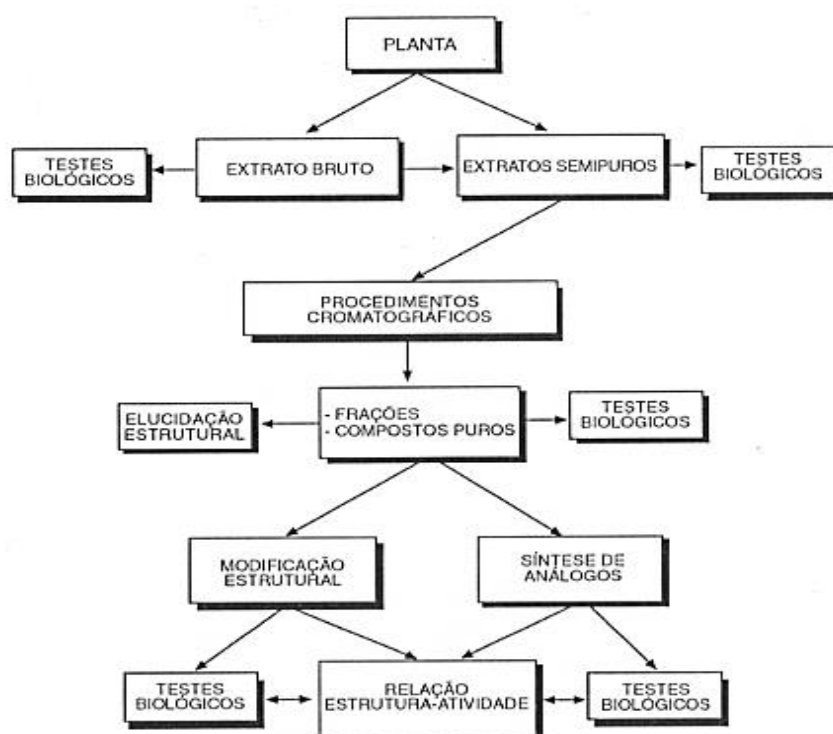 PLANTA
TESTES
BIOLÓGICOS
EXTRATO BRUTO
EXTRATOS SEMIPUROS
TESTES
BIOLÓGICOS
PROCEDIMENTOS
CROMATOGRÁFICOS
ELUCIDAÇÃO
ESTRUTURAL
- FRAÇÕES
- COMPOSTOS PUROS
TESTES
BIOLÓGICOS
MODIFICAÇÃO
ESTRUTURAL
SÍNTESE DE
ANÁLOGOS
TESTES
BIOLÓGICOS
RELAÇÃO
ESTRUTURA-ATIVIDADE
TESTES
BIOLÓGICOS